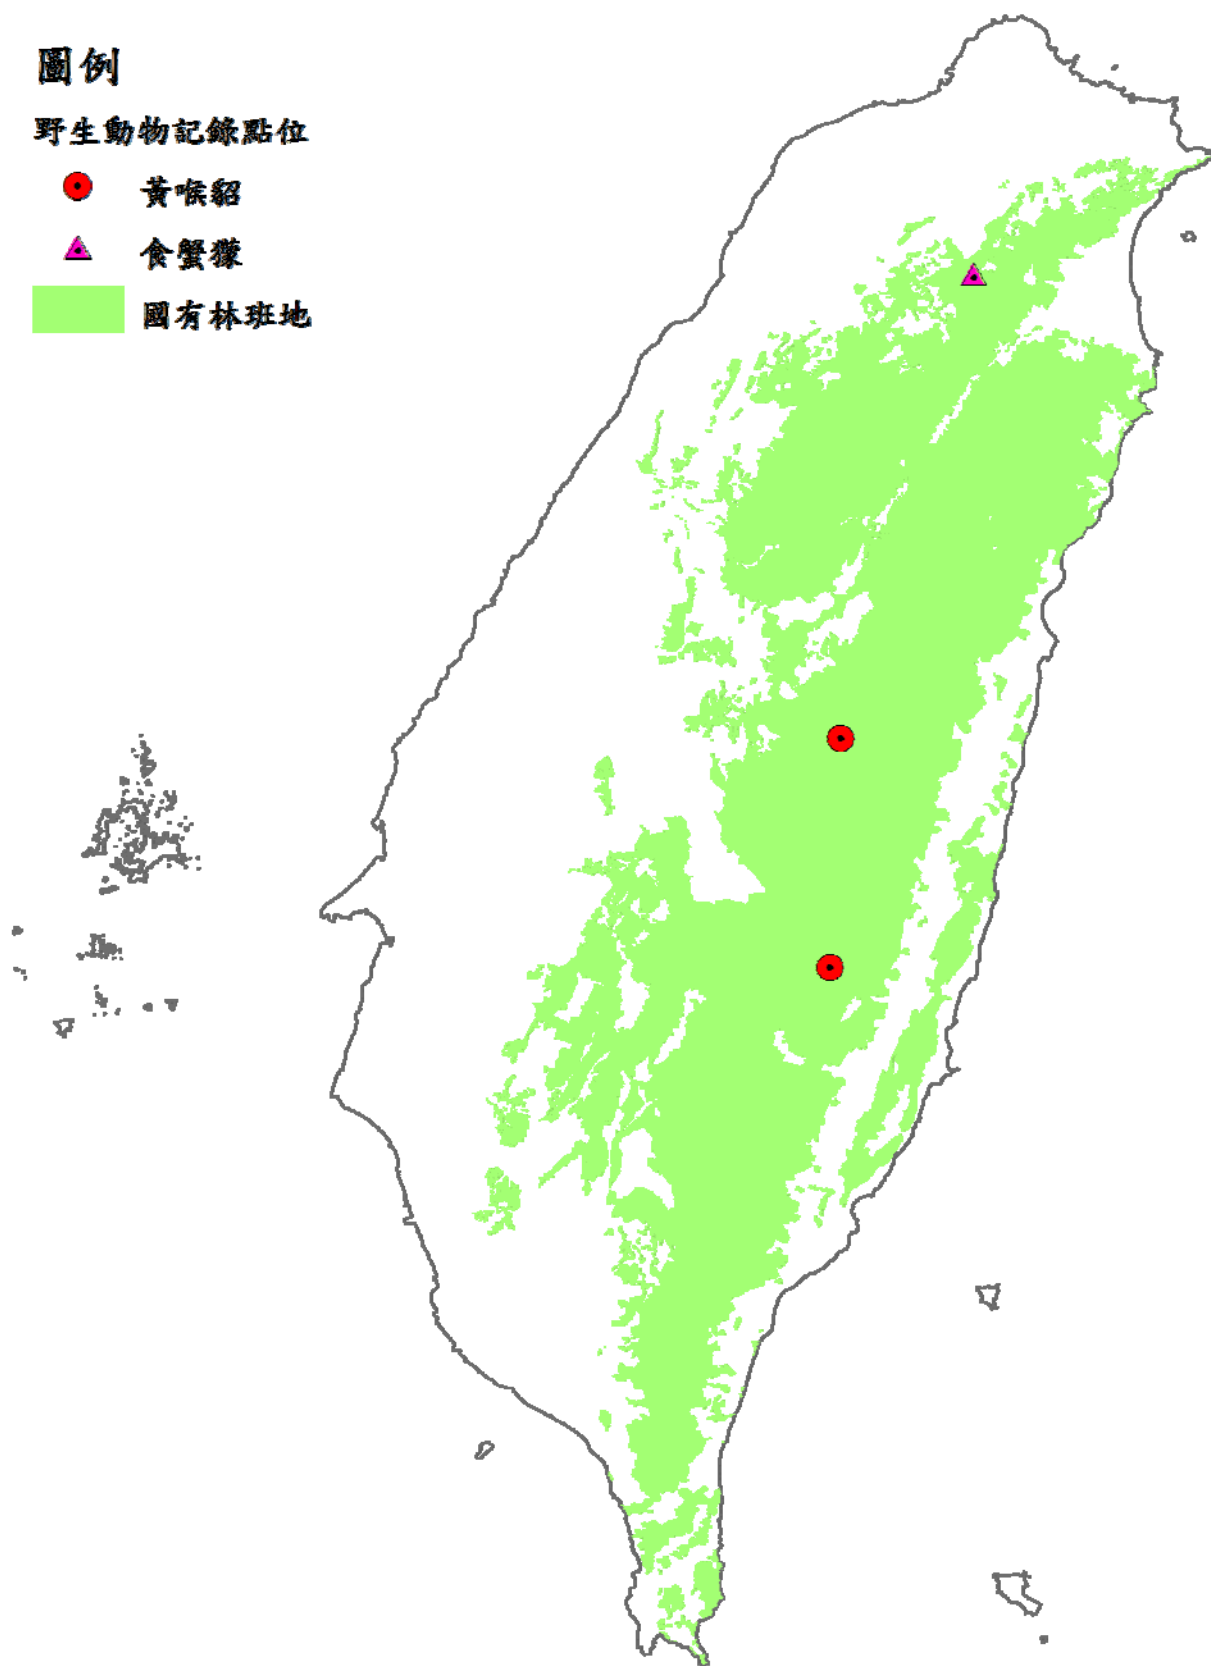 圖例
野生動物記錄點位
黃喉貂
食蟹獴
國有林班地